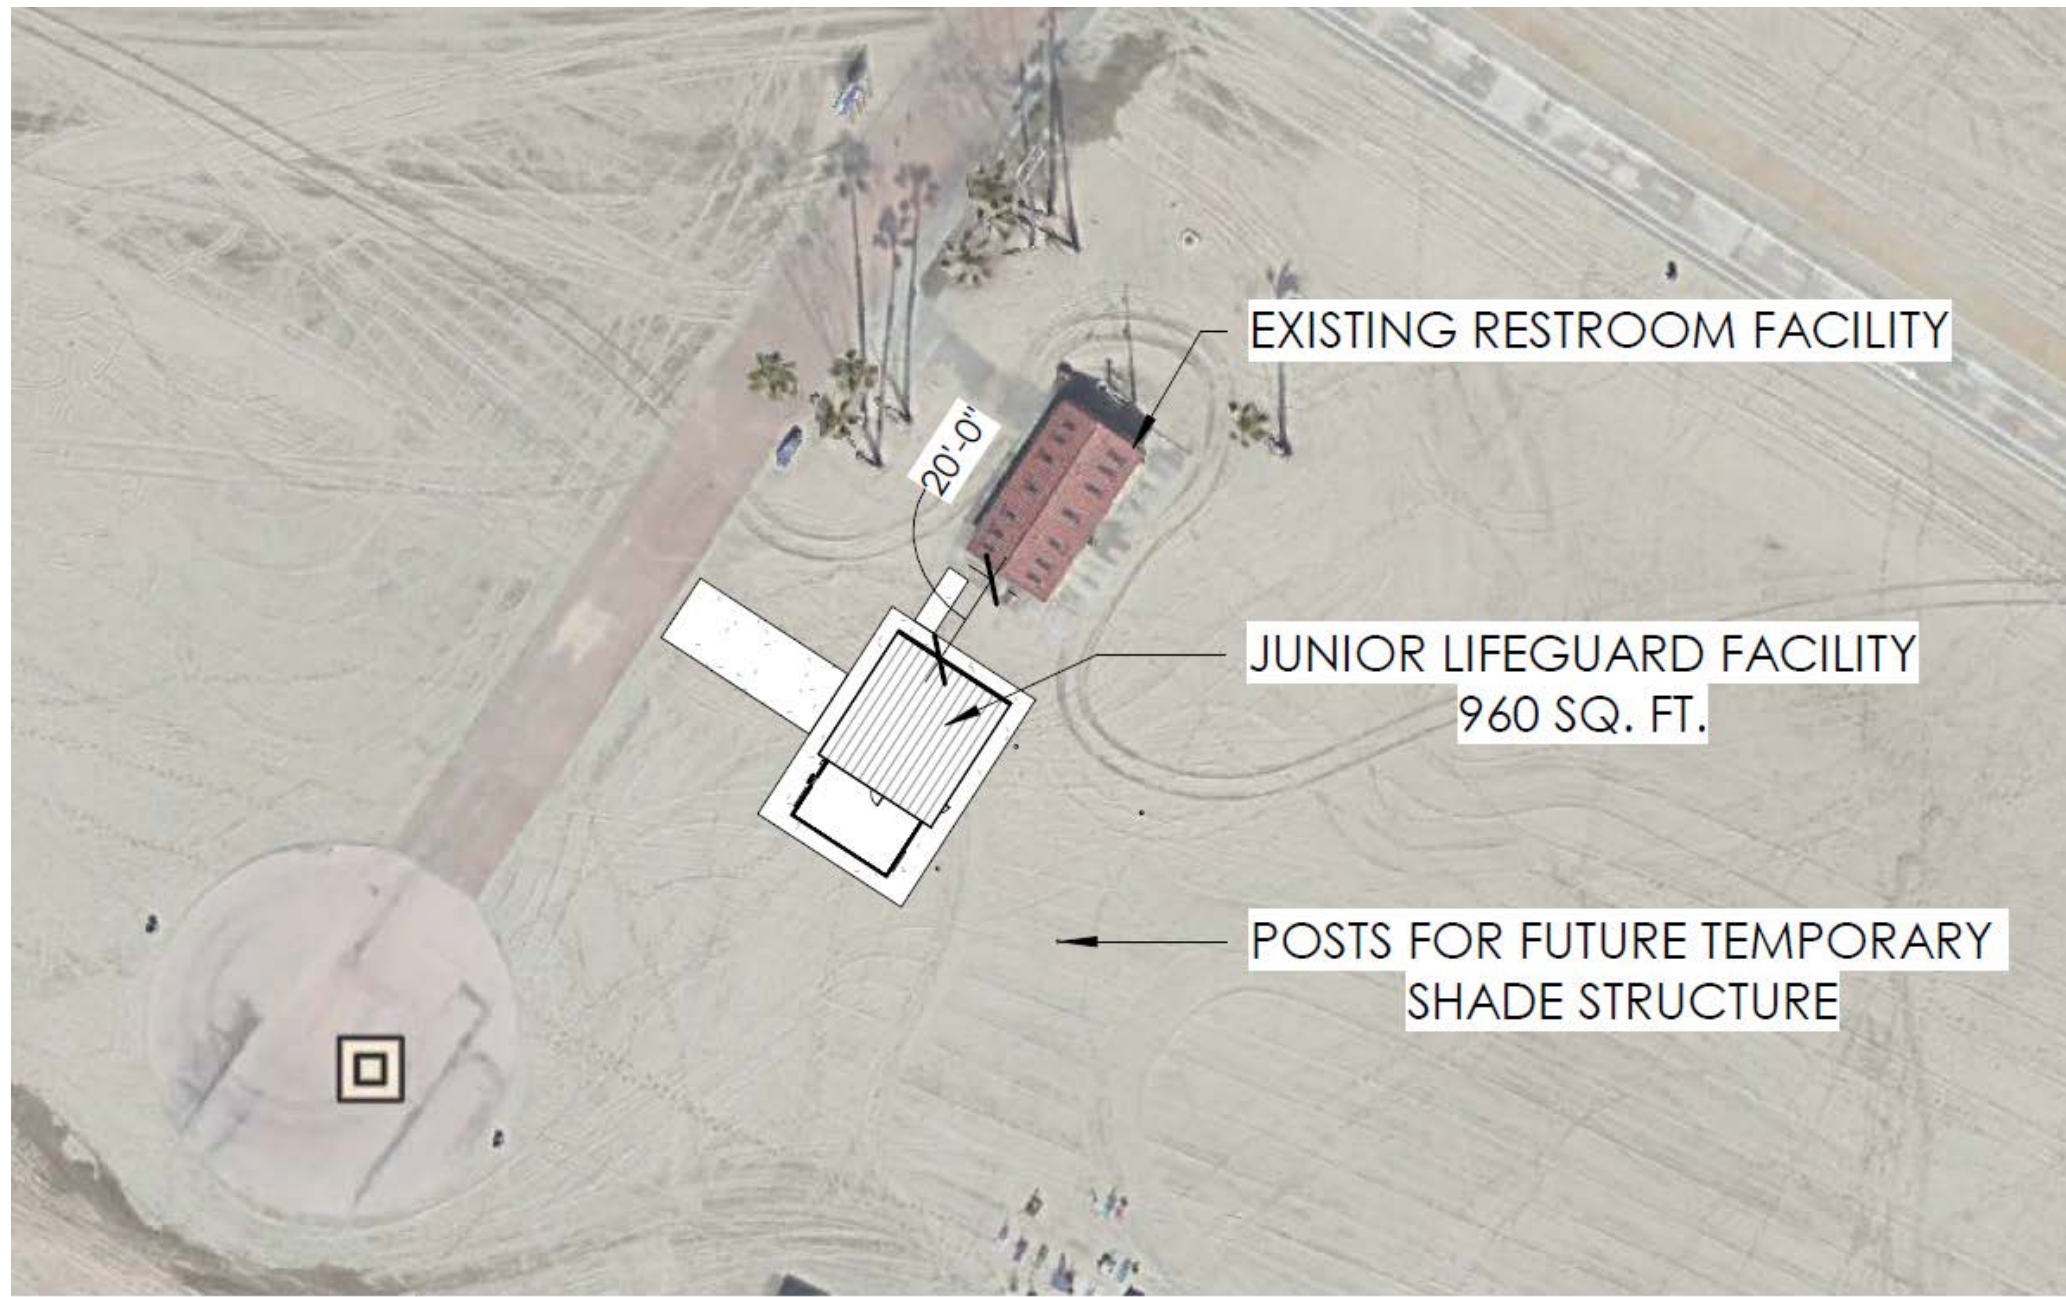 EXISTING RESTROOM FACILITY
20'-0"
JUNIOR LIFEGUARD FACILITY
960 SQ. FT.
POSTS FOR FUTURE TEMPORARY
SHADE STRUCTURE